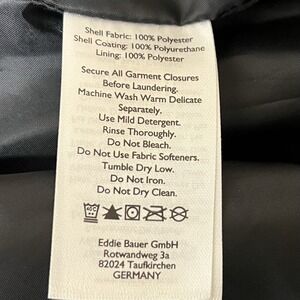 Shell Fabric: 100% Polyester
Shell Coating: 100% Polyurethane
Lining: 100% Polyester
Secure All Garment Closures
Before Laundering.
Machine Wash Warm Delicate
Separately.
Use Mild Detergent.
Rinse Thoroughly.
Do Not Bleach.
Do Not Use Fabric Softeners.
Tumble Dry Low.
Do Not Iron.
Do Not Dry Clean.
Eddie Bauer GmbH
Rotwandweg 3a
82024 Taufkirchen
GERMANY